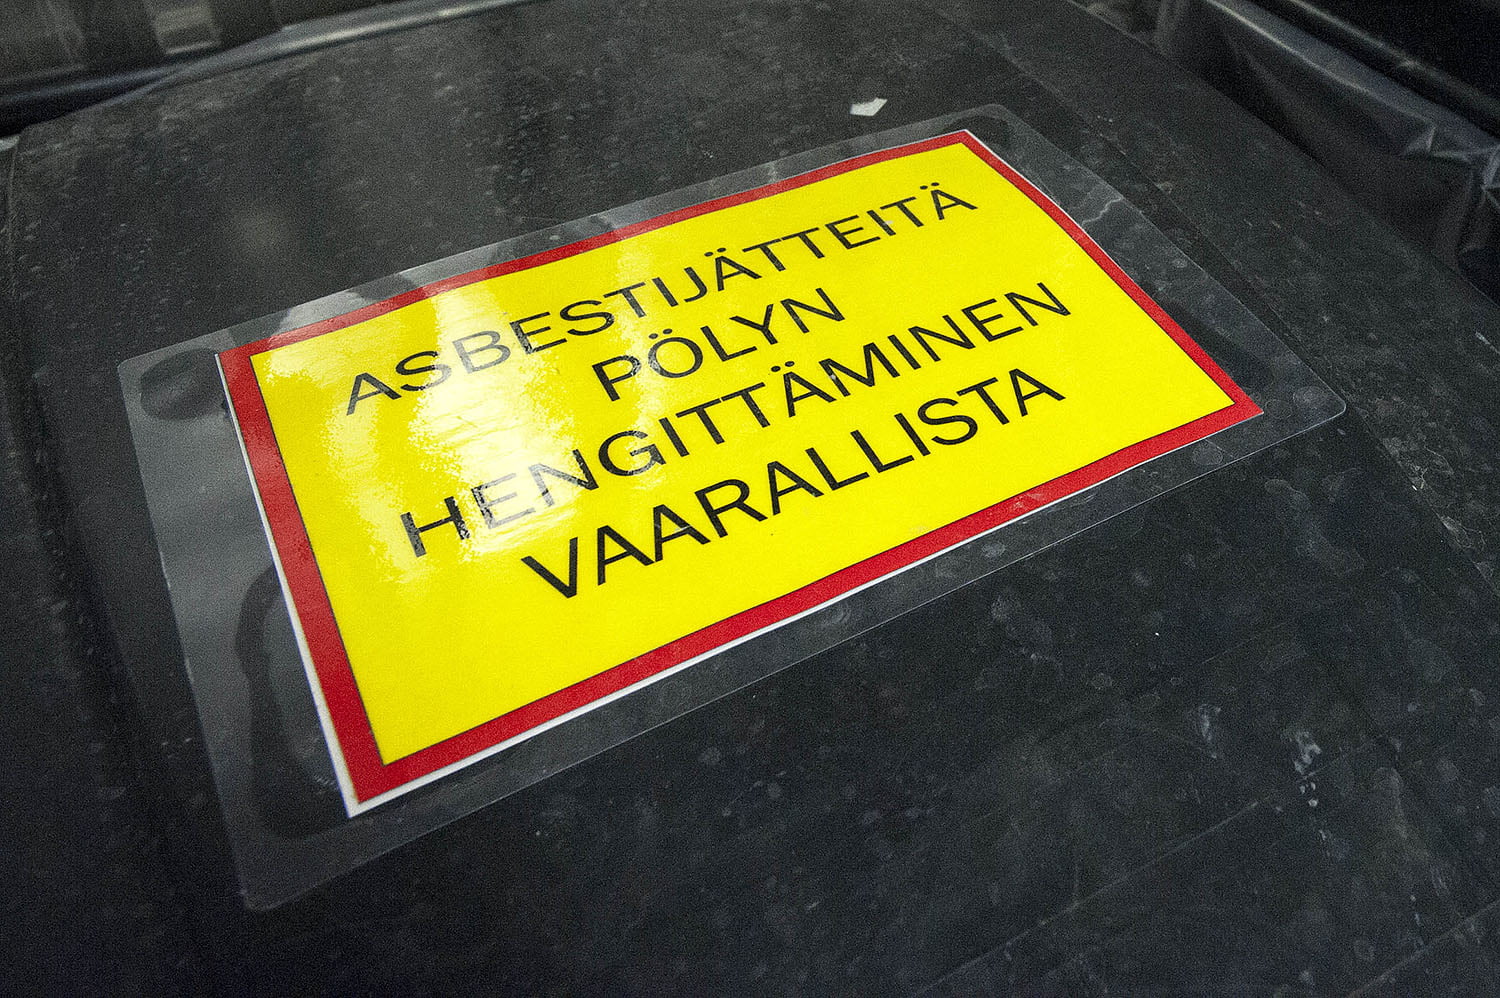 ASBESTIJÄTTEITÄ
PÖLYN
HENGITTÄMINEN
VAARALLISTA